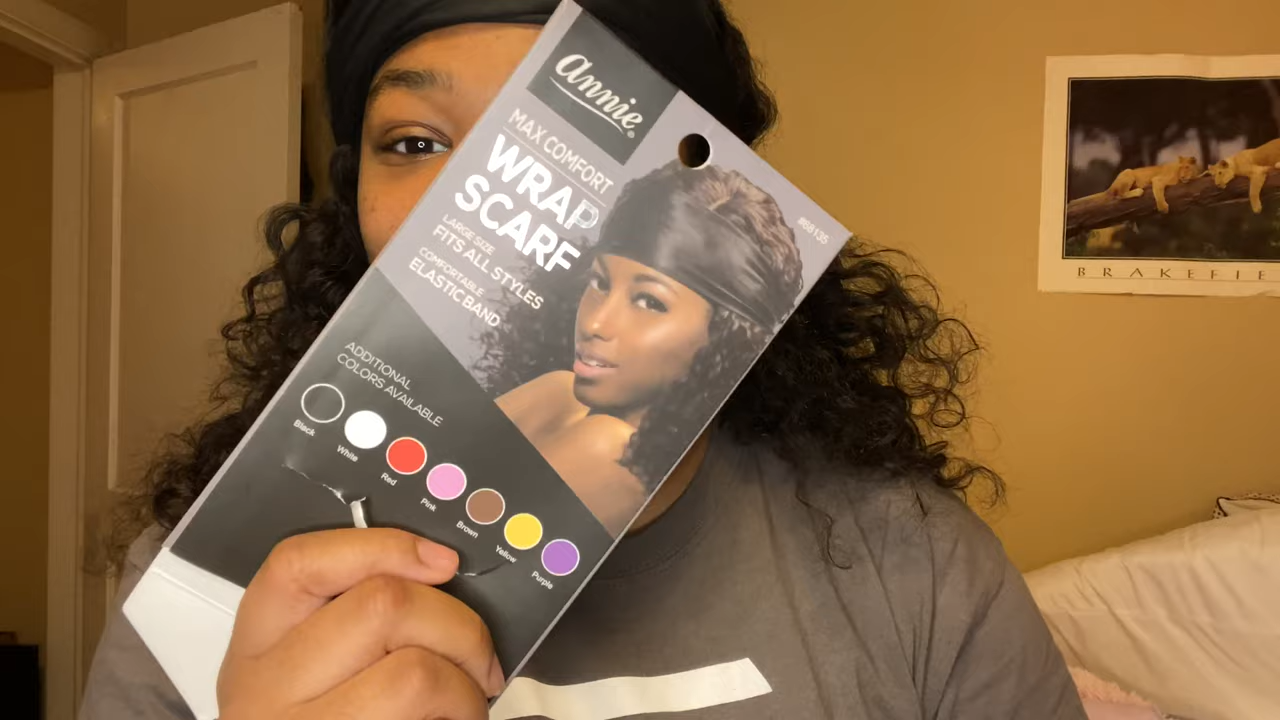 annie®
MAX COMFORT
WRAP
SCARF
LARGE SIZE
FITS ALL STYLES
COMFORTABLE
ELASTIC BAND
#88135
ADDITIONAL
COLORS AVAILABLE
Black
White
Red
Pink
Brown
Yellow
Purple
BRAKEFIE